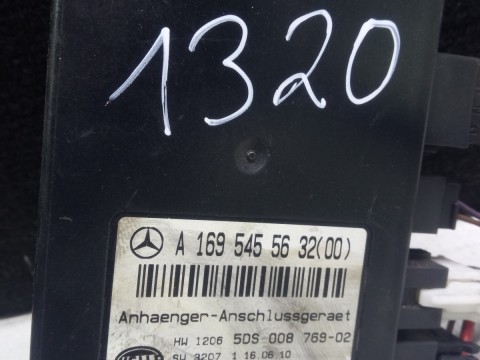 1320
A 169 545 56 32(00)
Anhaenger-Anschlussgeraet
HW 1206 5DS 008 769-02
SW 3207 1 16.06.10